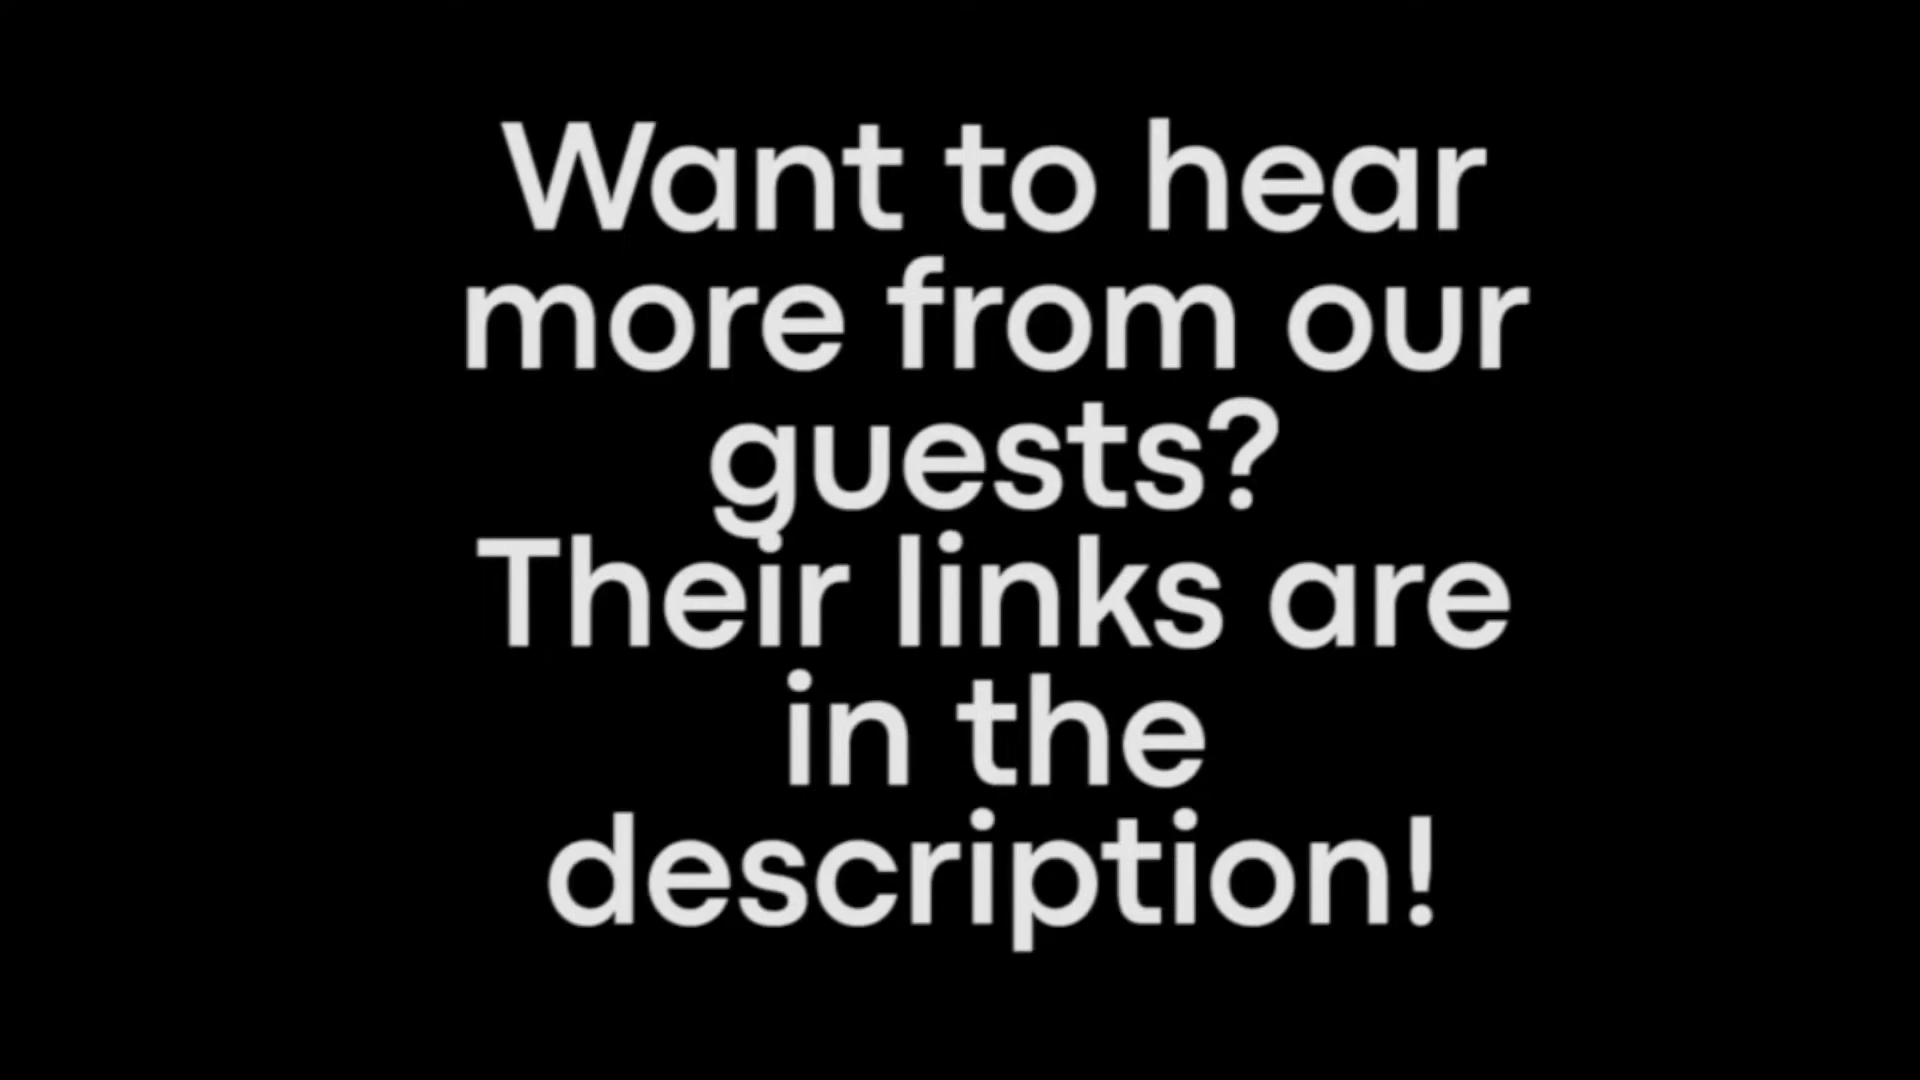 Want to hear
more from our
guests?
Their links are
in the
description!